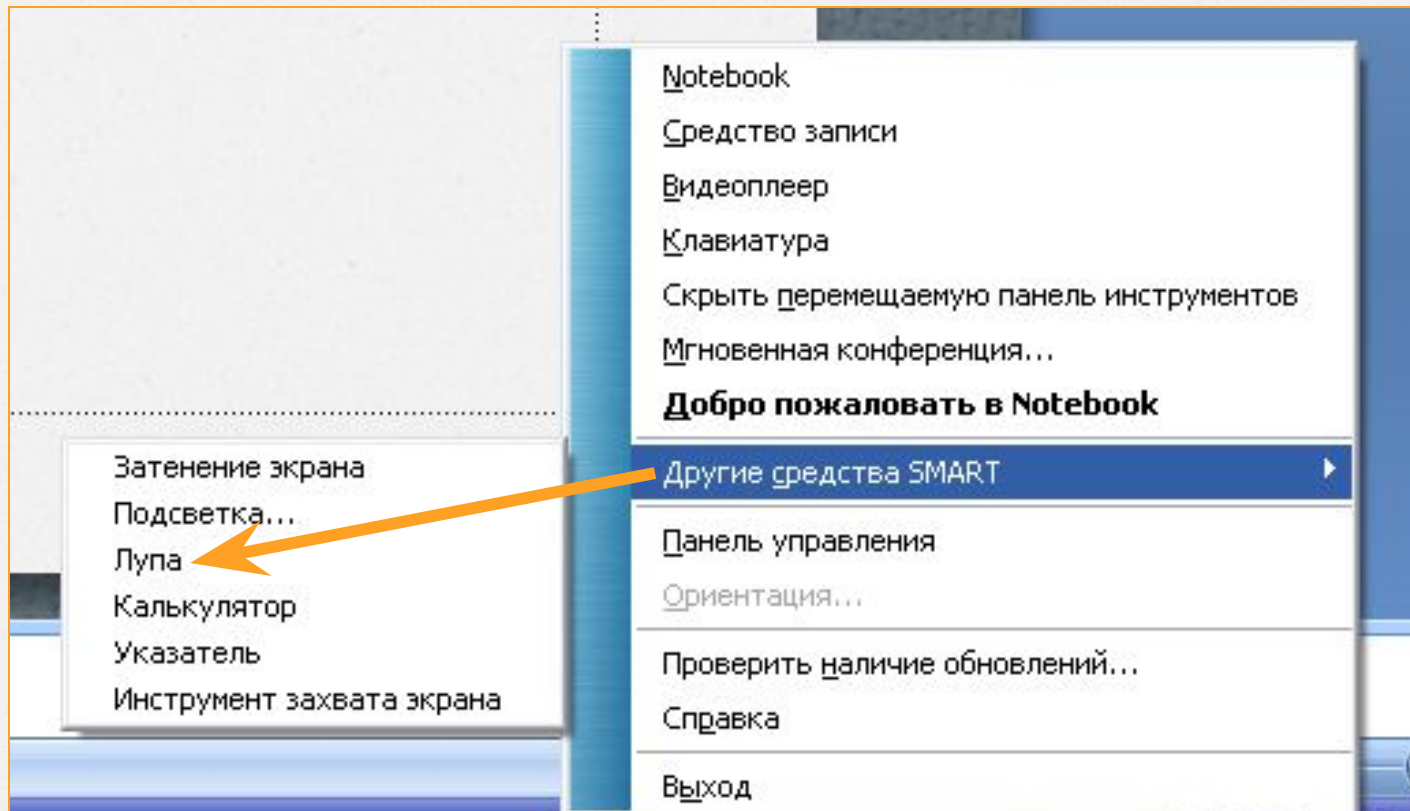 Notebook
Средство записи
Видеоплеер
Клавиатура
Скрыть перемещаемую панель инструментов
Мгновенная конференция...
Добро пожаловать в Notebook
Другие средства SMART
Панель управления
Ориентация...
Проверить наличие обновлений...
Справка
Выход
Затенение экрана
Подсветка...
Лупа
Калькулятор
Указатель
Инструмент захвата экрана